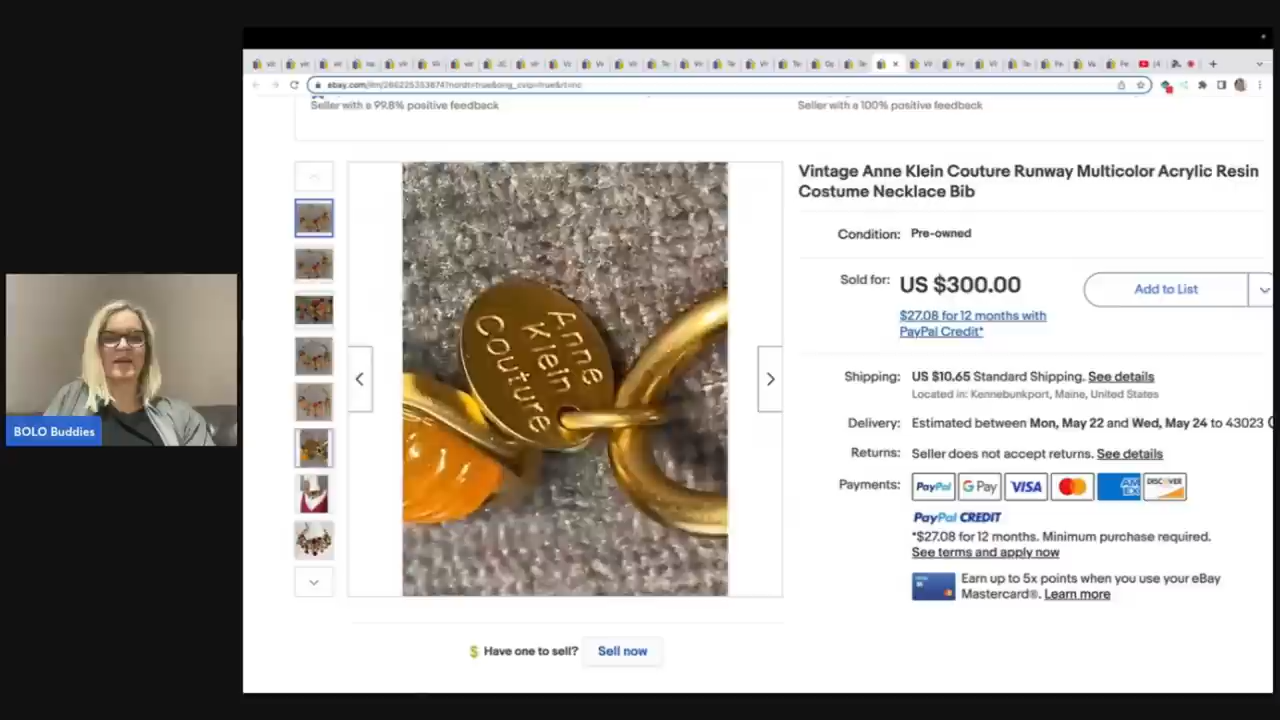 Seller with a 99.8% positive feedback
Seller with a 100% positive feedback
Vintage Anne Klein Couture Runway Multicolor Acrylic Resin
Costume Necklace Bib
Condition: Pre-owned
Sold for: US $300.00
Add to List
$27.08 for 12 months with
PayPal Credit*
Shipping: US $10.65 Standard Shipping. See details
Located in: Kennebunkport, Maine, United States
Delivery: Estimated between Mon, May 22 and Wed, May 24 to 43023
Returns: Seller does not accept returns. See details
Payments: PayPal G Pay VISA AM EX DISCOVER
PayPal CREDIT
*$27.08 for 12 months. Minimum purchase required.
See terms and apply now
Earn up to 5x points when you use your eBay
Mastercard®. Learn more
Anne
Klein
Couture
BOLO Buddies
$ Have one to sell? Sell now